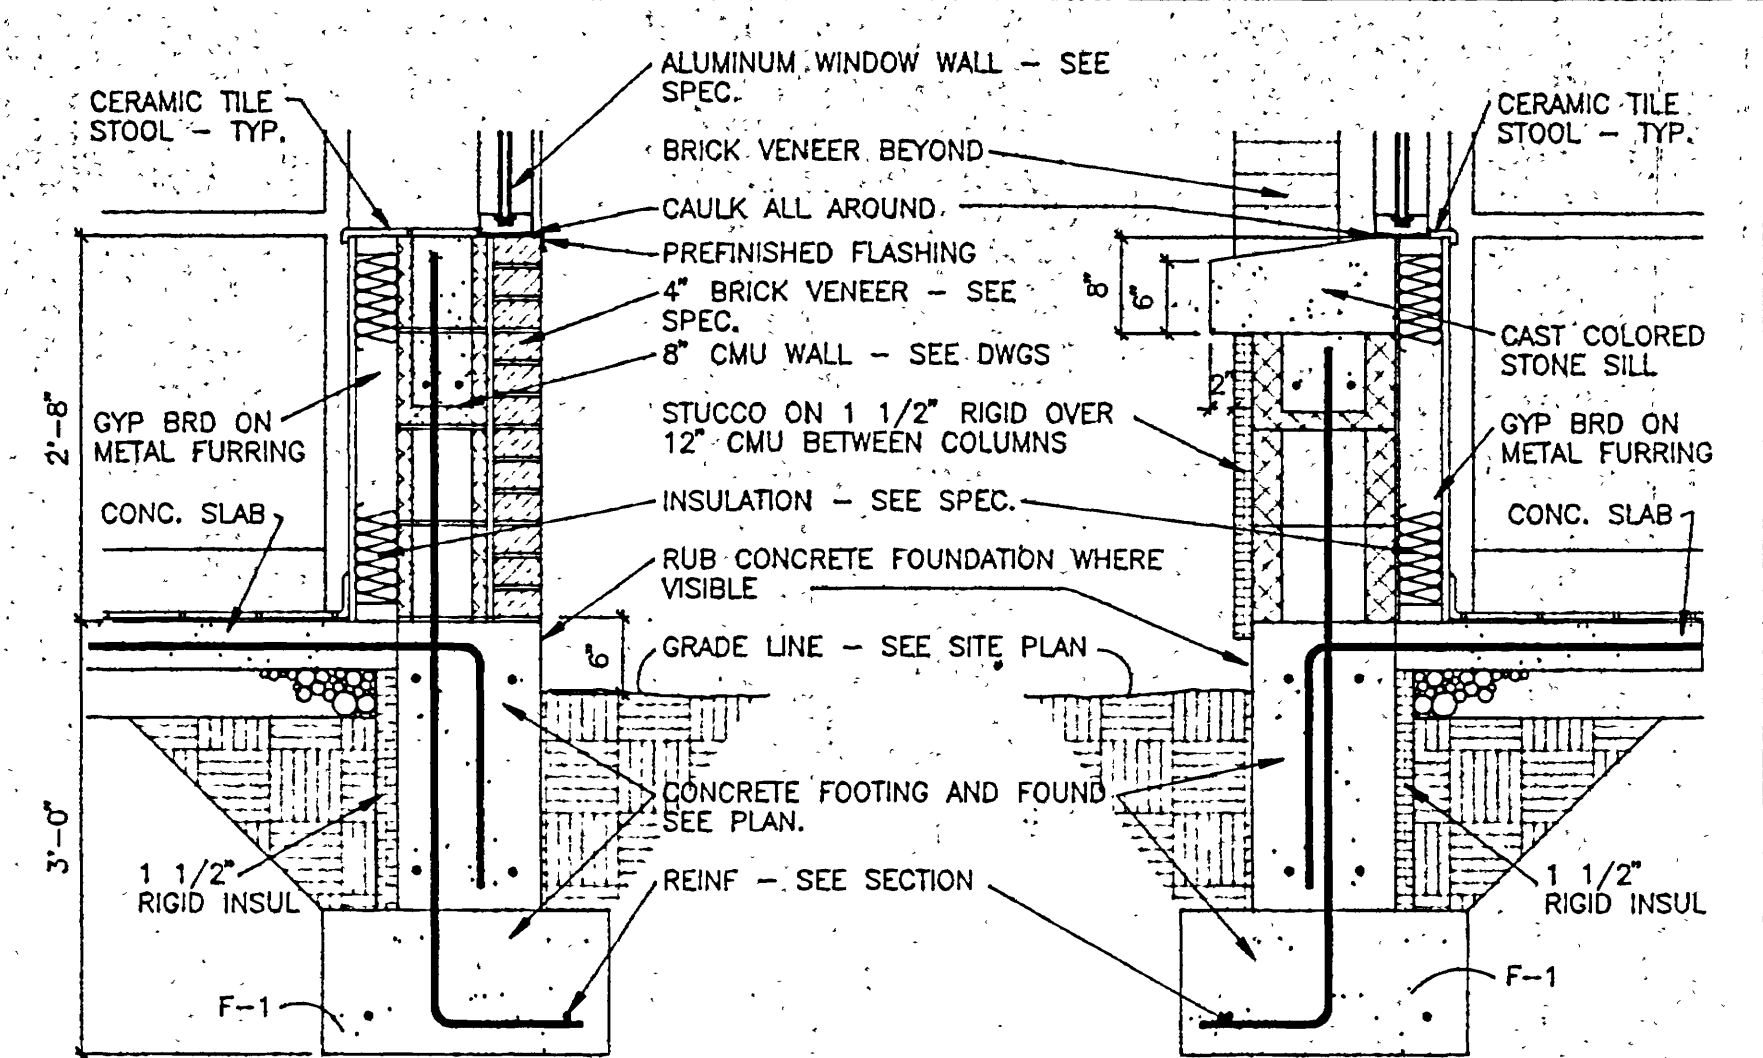 ALUMINUM WINDOW WALL - SEE
SPEC.
CERAMIC TILE
STOOL - TYP.
CERAMIC TILE
STOOL - TYP.
BRICK VENEER BEYOND
CAULK ALL AROUND
PREFINISHED FLASHING
4" BRICK VENEER - SEE
SPEC.
8"
6"
CAST COLORED
STONE SILL
8" CMU WALL - SEE DWGS
2"
GYP BRD ON
METAL FURRING
STUCCO ON 1 1/2" RIGID OVER
12" CMU BETWEEN COLUMNS
GYP BRD ON
METAL FURRING
2'-8"
CONC. SLAB
INSULATION - SEE SPEC.
CONC. SLAB
RUB CONCRETE FOUNDATION WHERE
VISIBLE
6"
GRADE LINE - SEE SITE PLAN
CONCRETE FOOTING AND FOUND
SEE PLAN.
3'-0"
1 1/2"
RIGID INSUL
REINF - SEE SECTION
1 1/2"
RIGID INSUL
F-1
F-1